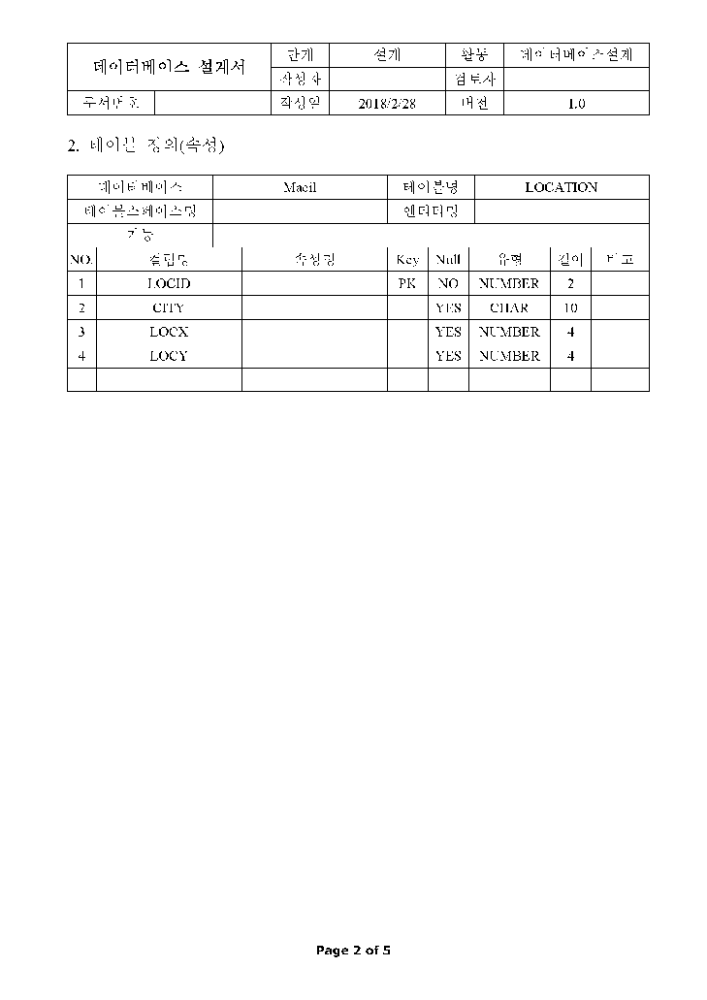 데이터베이스 설계서 단계 설계 활동 데이터베이스설계
작성자 검토자
문서번호 작성일 2018/2/28 버전 1.0
2. 테이블 정의(속성)
데이터베이스 Maeil 테이블명 LOCATION
테이블스페이스명 엔터티명
기능
NO. 컬럼명 속성명 Key Null 유형 길이 비고
1 LOCID PK NO NUMBER 2
2 CITY YES CHAR 10
3 LOCX YES NUMBER 4
4 LOCY YES NUMBER 4
Page 2 of 5